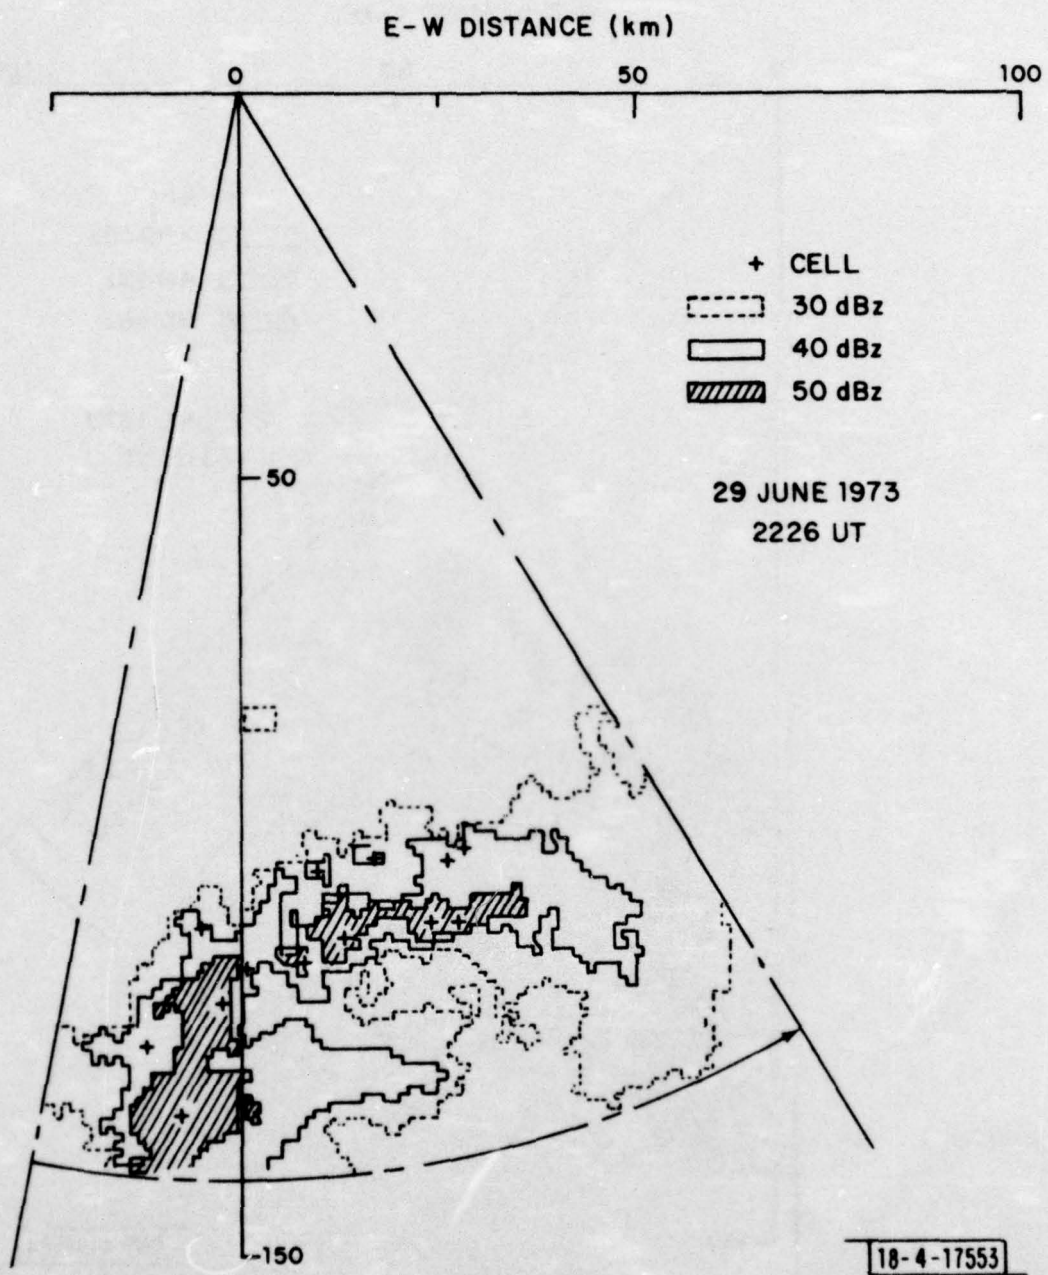 E-W DISTANCE (km)
0 50 100
+ CELL
30 dBz
40 dBz
50 dBz
50
29 JUNE 1973
2226 UT
150
18-4-17553